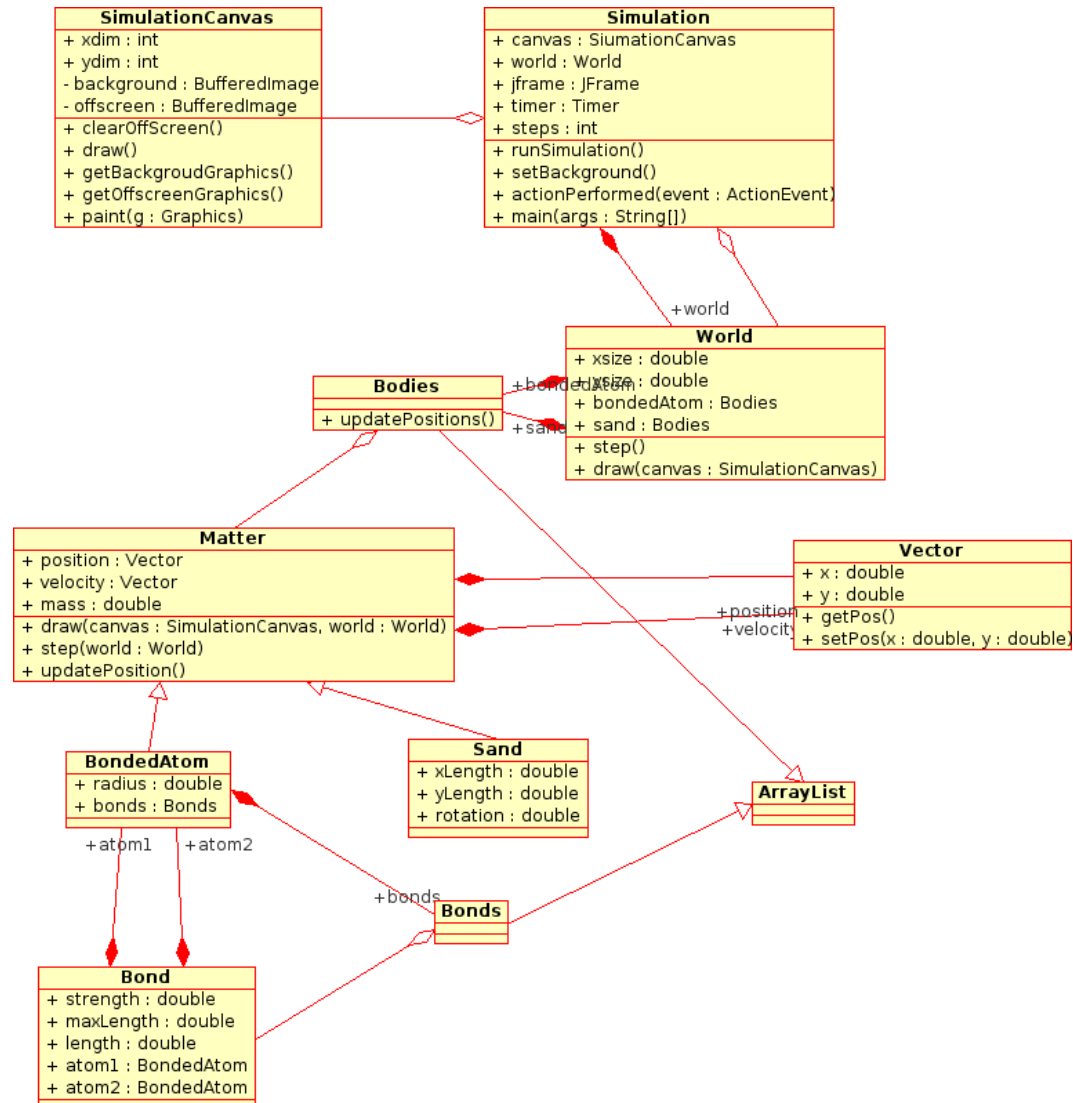 SimulationCanvas
+ xdim : int
+ ydim : int
- background : BufferedImage
- offscreen : BufferedImage
+ clearOffScreen()
+ draw()
+ getBackgroudGraphics()
+ getOffscreenGraphics()
+ paint(g : Graphics)
Simulation
+ canvas : SiumationCanvas
+ world : World
+ jframe : JFrame
+ timer : Timer
+ steps : int
+ runSimulation()
+ setBackground()
+ actionPerformed(event : ActionEvent)
+ main(args : String[])
+world
World
+ xsize : double
+ ysize : double
+ bondedAtom : Bodies
+ sand : Bodies
+ step()
+ draw(canvas : SimulationCanvas)
+bondedAtom
+sand
Bodies
+ updatePositions()
Matter
+ position : Vector
+ velocity : Vector
+ mass : double
+ draw(canvas : SimulationCanvas, world : World)
+ step(world : World)
+ updatePosition()
+position
+velocity
Vector
+ x : double
+ y : double
+ getPos()
+ setPos(x : double, y : double)
BondedAtom
+ radius : double
+ bonds : Bonds
+atom1
+atom2
Sand
+ xLength : double
+ yLength : double
+ rotation : double
ArrayList
+bonds
Bonds
Bond
+ strength : double
+ maxLength : double
+ length : double
+ atom1 : BondedAtom
+ atom2 : BondedAtom